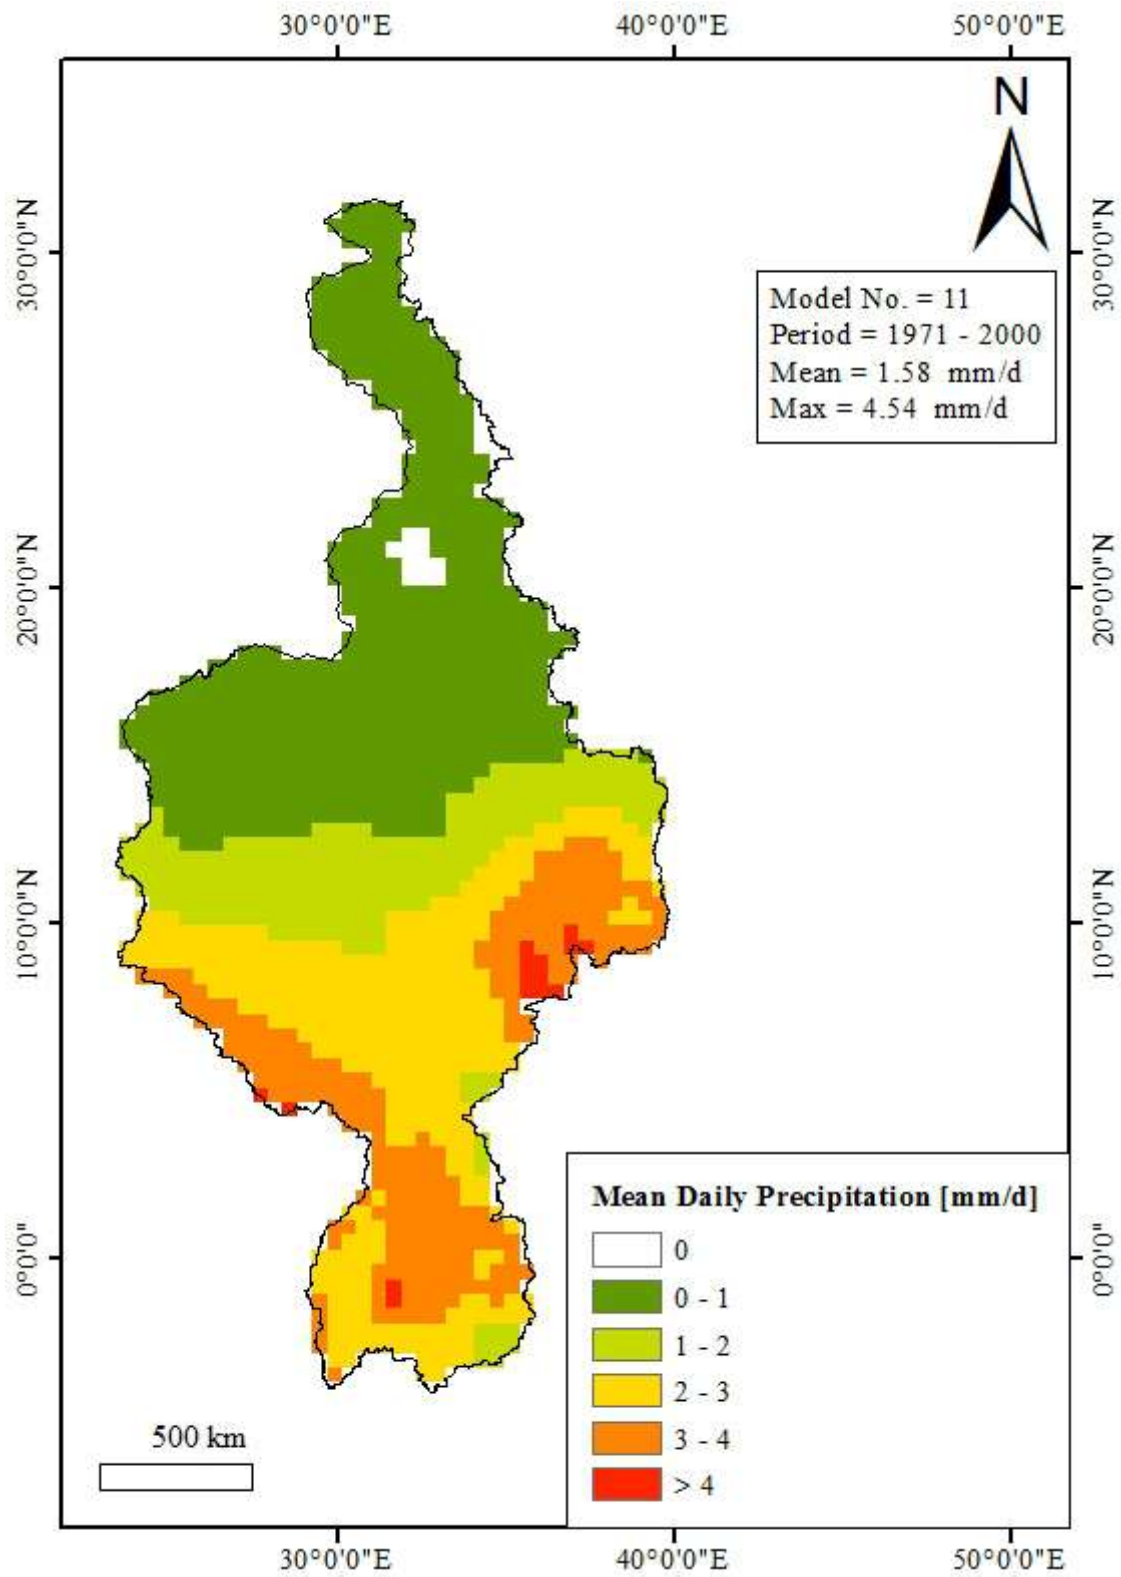 30°0'0"E 40°0'0"E 50°0'0"E
N
30°0'0"N 30°0'0"N
Model No. = 11
Period = 1971 - 2000
Mean = 1.58 mm/d
Max = 4.54 mm/d
20°0'0"N 20°0'0"N
10°0'0"N 10°0'0"N
Mean Daily Precipitation [mm/d]
0
0°0'0" 0°0'0"
0 - 1
1 - 2
2 - 3
3 - 4
> 4
500 km
30°0'0"E 40°0'0"E 50°0'0"E